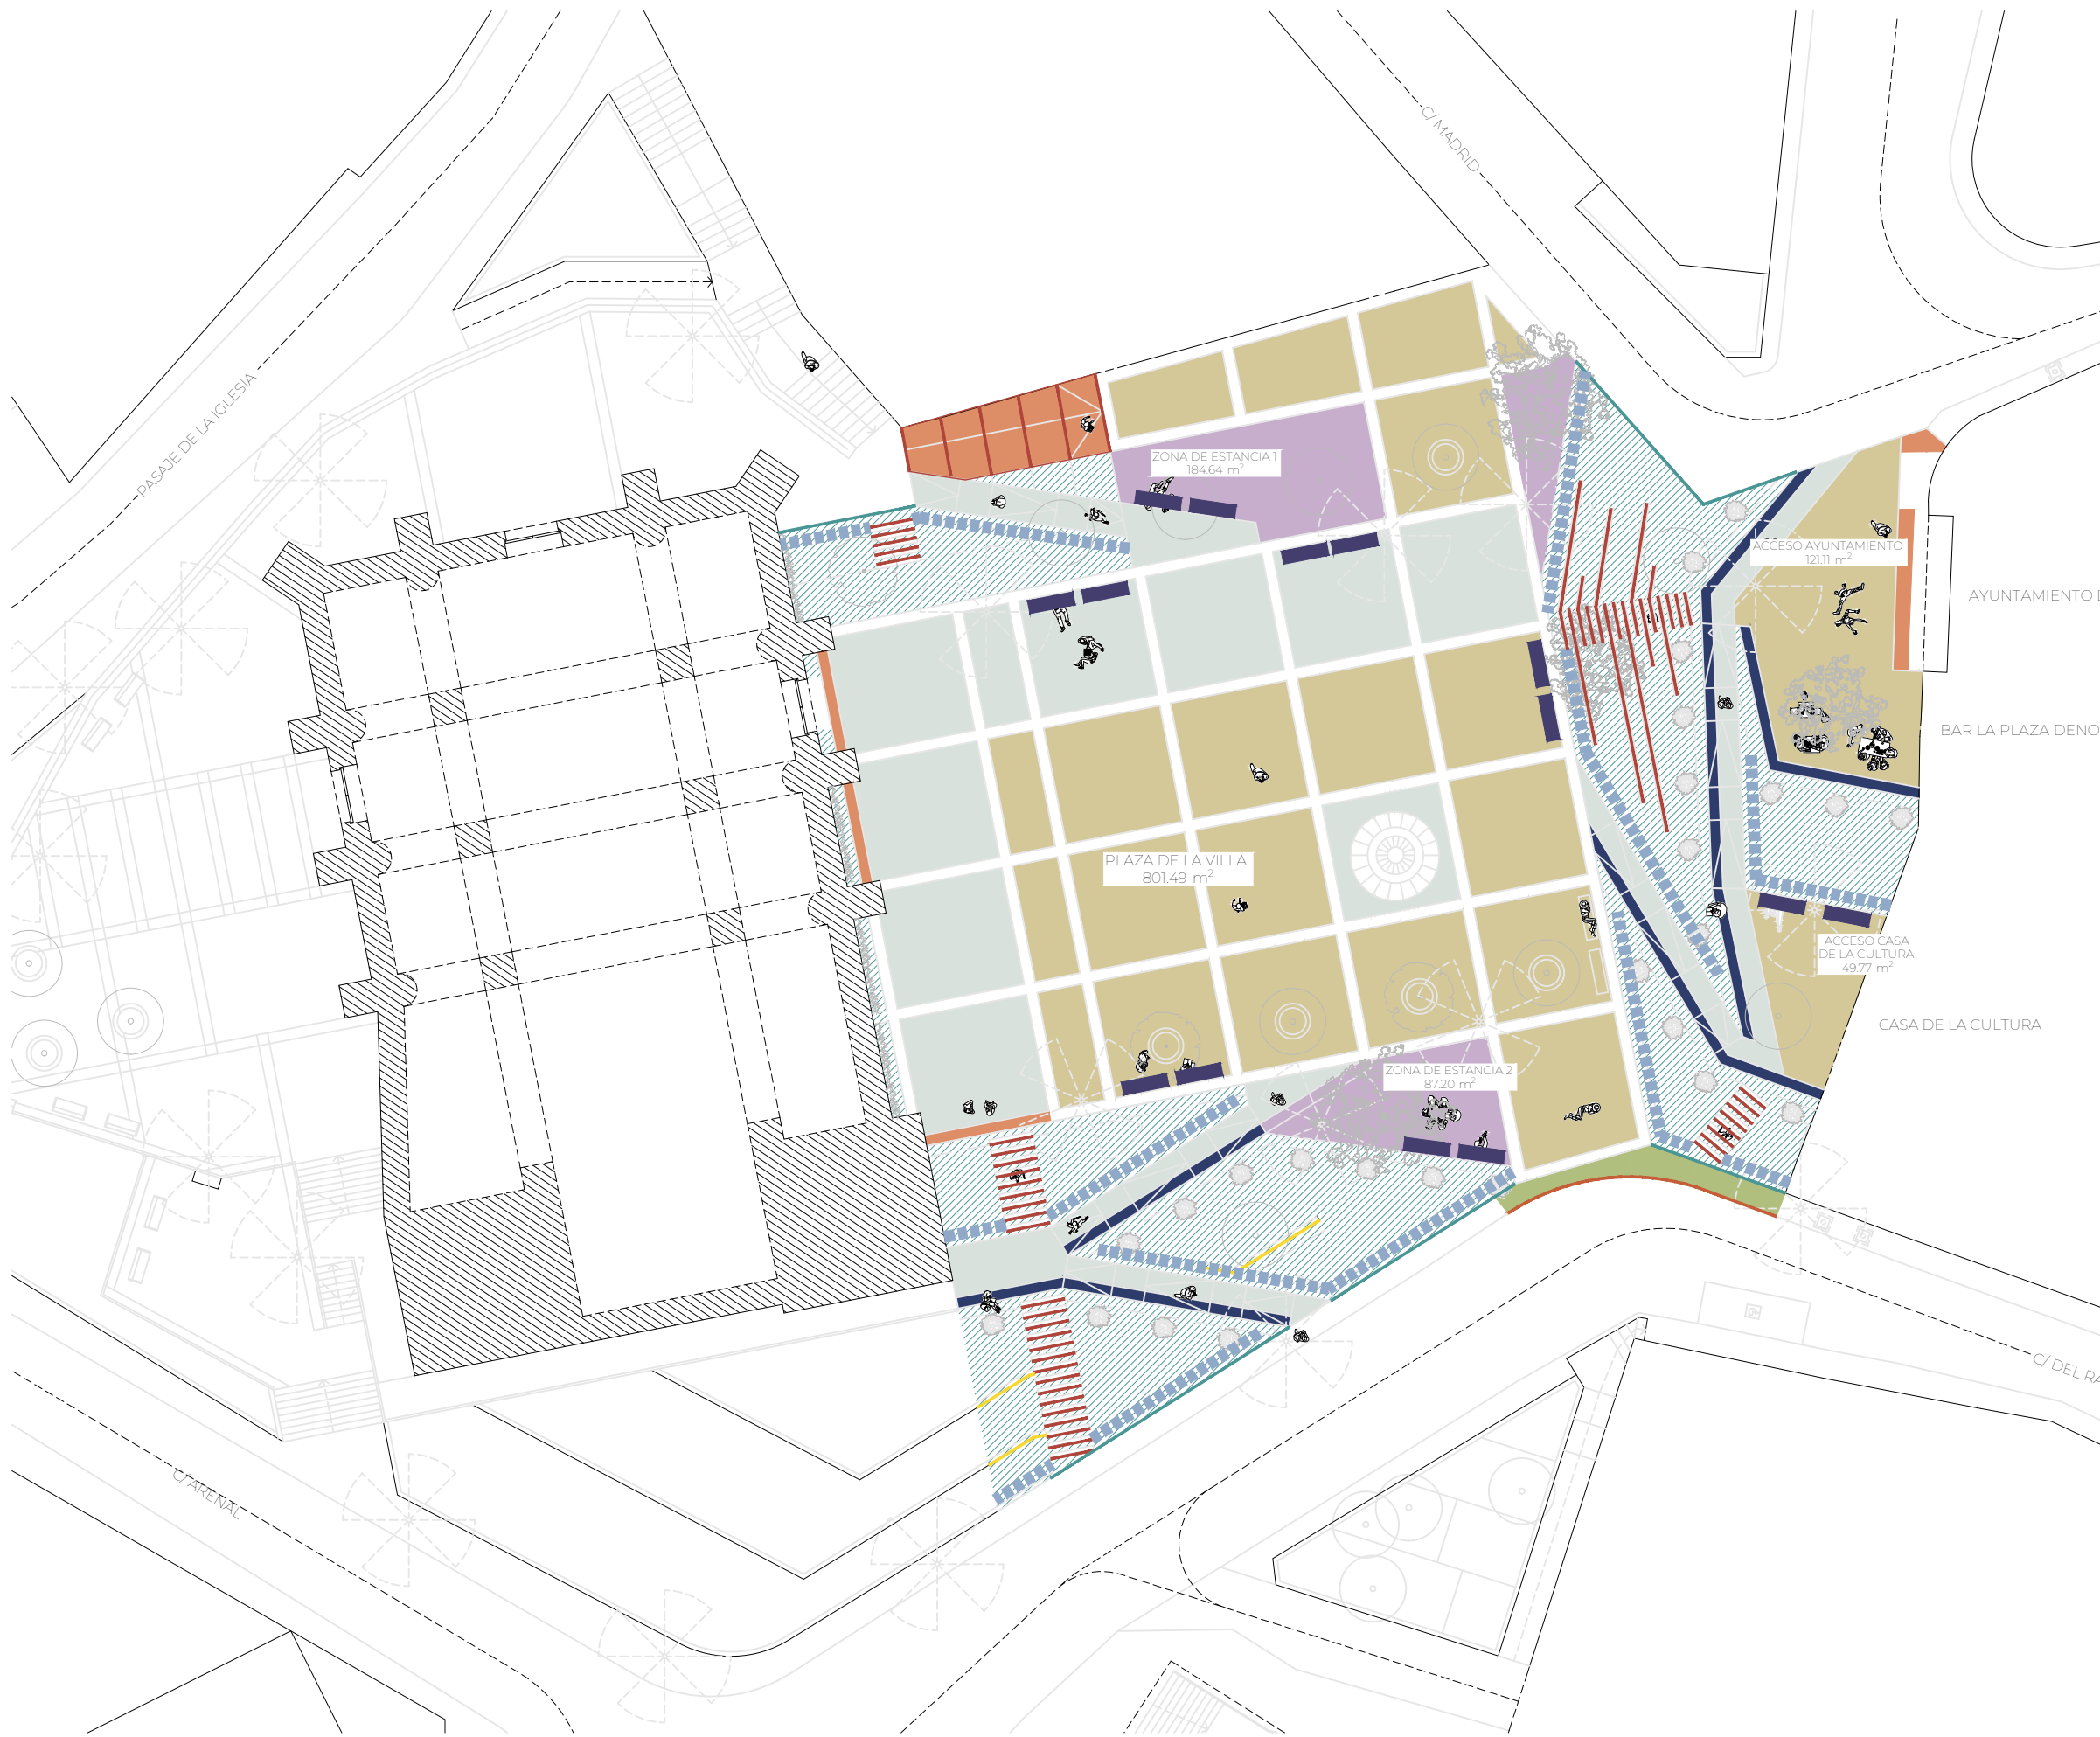 C/ MADRID
PASAJE DE LA IGLESIA
ZONA DE ESTANCIA 1
184.64 m²
ACCESO AYUNTAMIENTO
121.11 m²
AYUNTAMIENTO D
BAR LA PLAZA DENO
PLAZA DE LA VILLA
801.49 m²
ACCESO CASA
DE LA CULTURA
49.77 m²
CASA DE LA CULTURA
ZONA DE ESTANCIA 2
87.20 m²
C/ DEL RA
C/ ARENAL